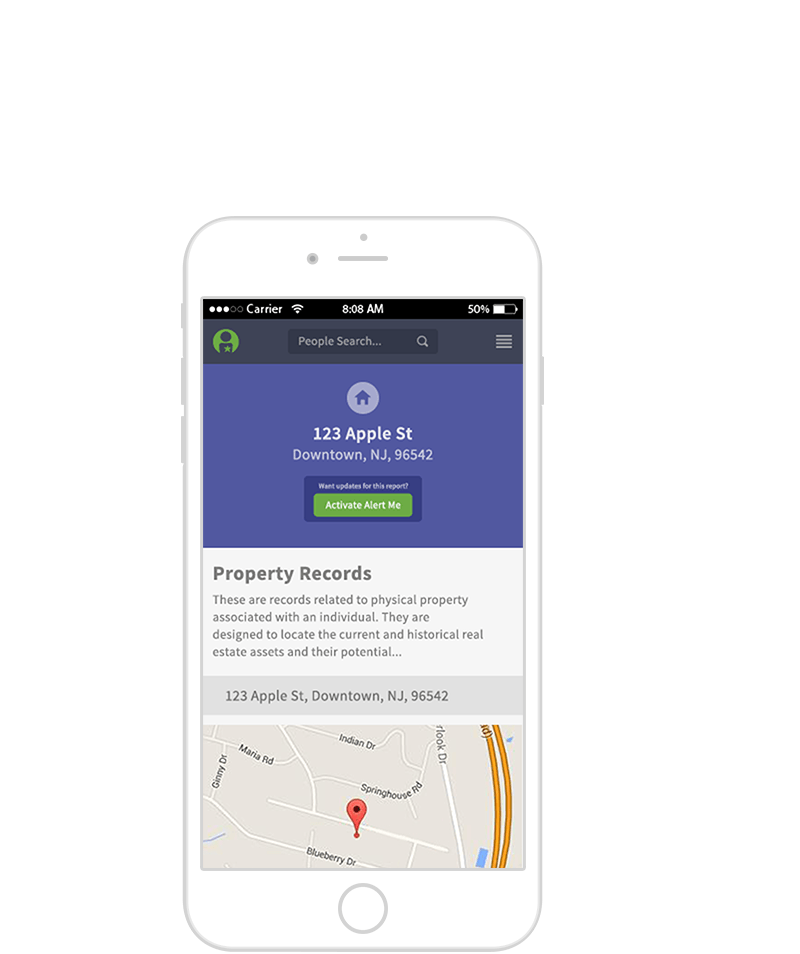 Carrier 8:08 AM 50%
People Search...
123 Apple St
Downtown, NJ, 96542
Want updates for this report?
Activate Alert Me
Property Records
These are records related to physical property
associated with an individual. They are
designed to locate the current and historical real
estate assets and their potential...
123 Apple St, Downtown, NJ, 96542
Indian Dr
Maria Rd
Ginny Dr
Springhouse Rd
Blueberry Dr